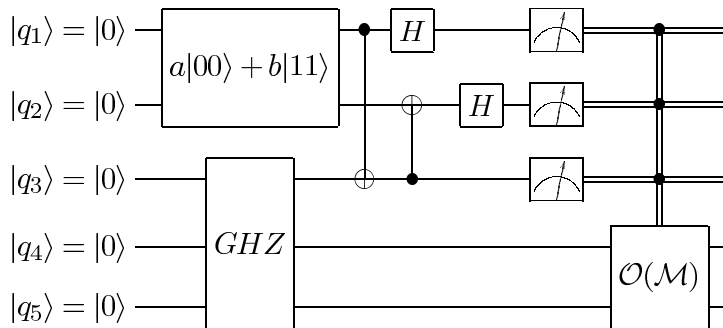 |q₁⟩ = |0⟩ H
a|00⟩ + b|11⟩
|q₂⟩ = |0⟩ H
|q₃⟩ = |0⟩
|q₄⟩ = |0⟩ GHZ
O(M)
|q₅⟩ = |0⟩